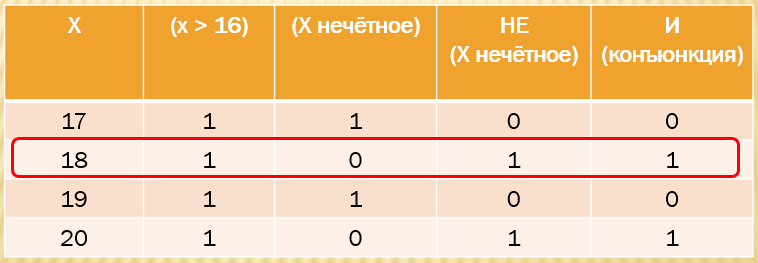 X (x > 16) (X нечётное) НЕ (X нечётное) И (конъюнкция)
17 1 1 0 0
18 1 0 1 1
19 1 1 0 0
20 1 0 1 1